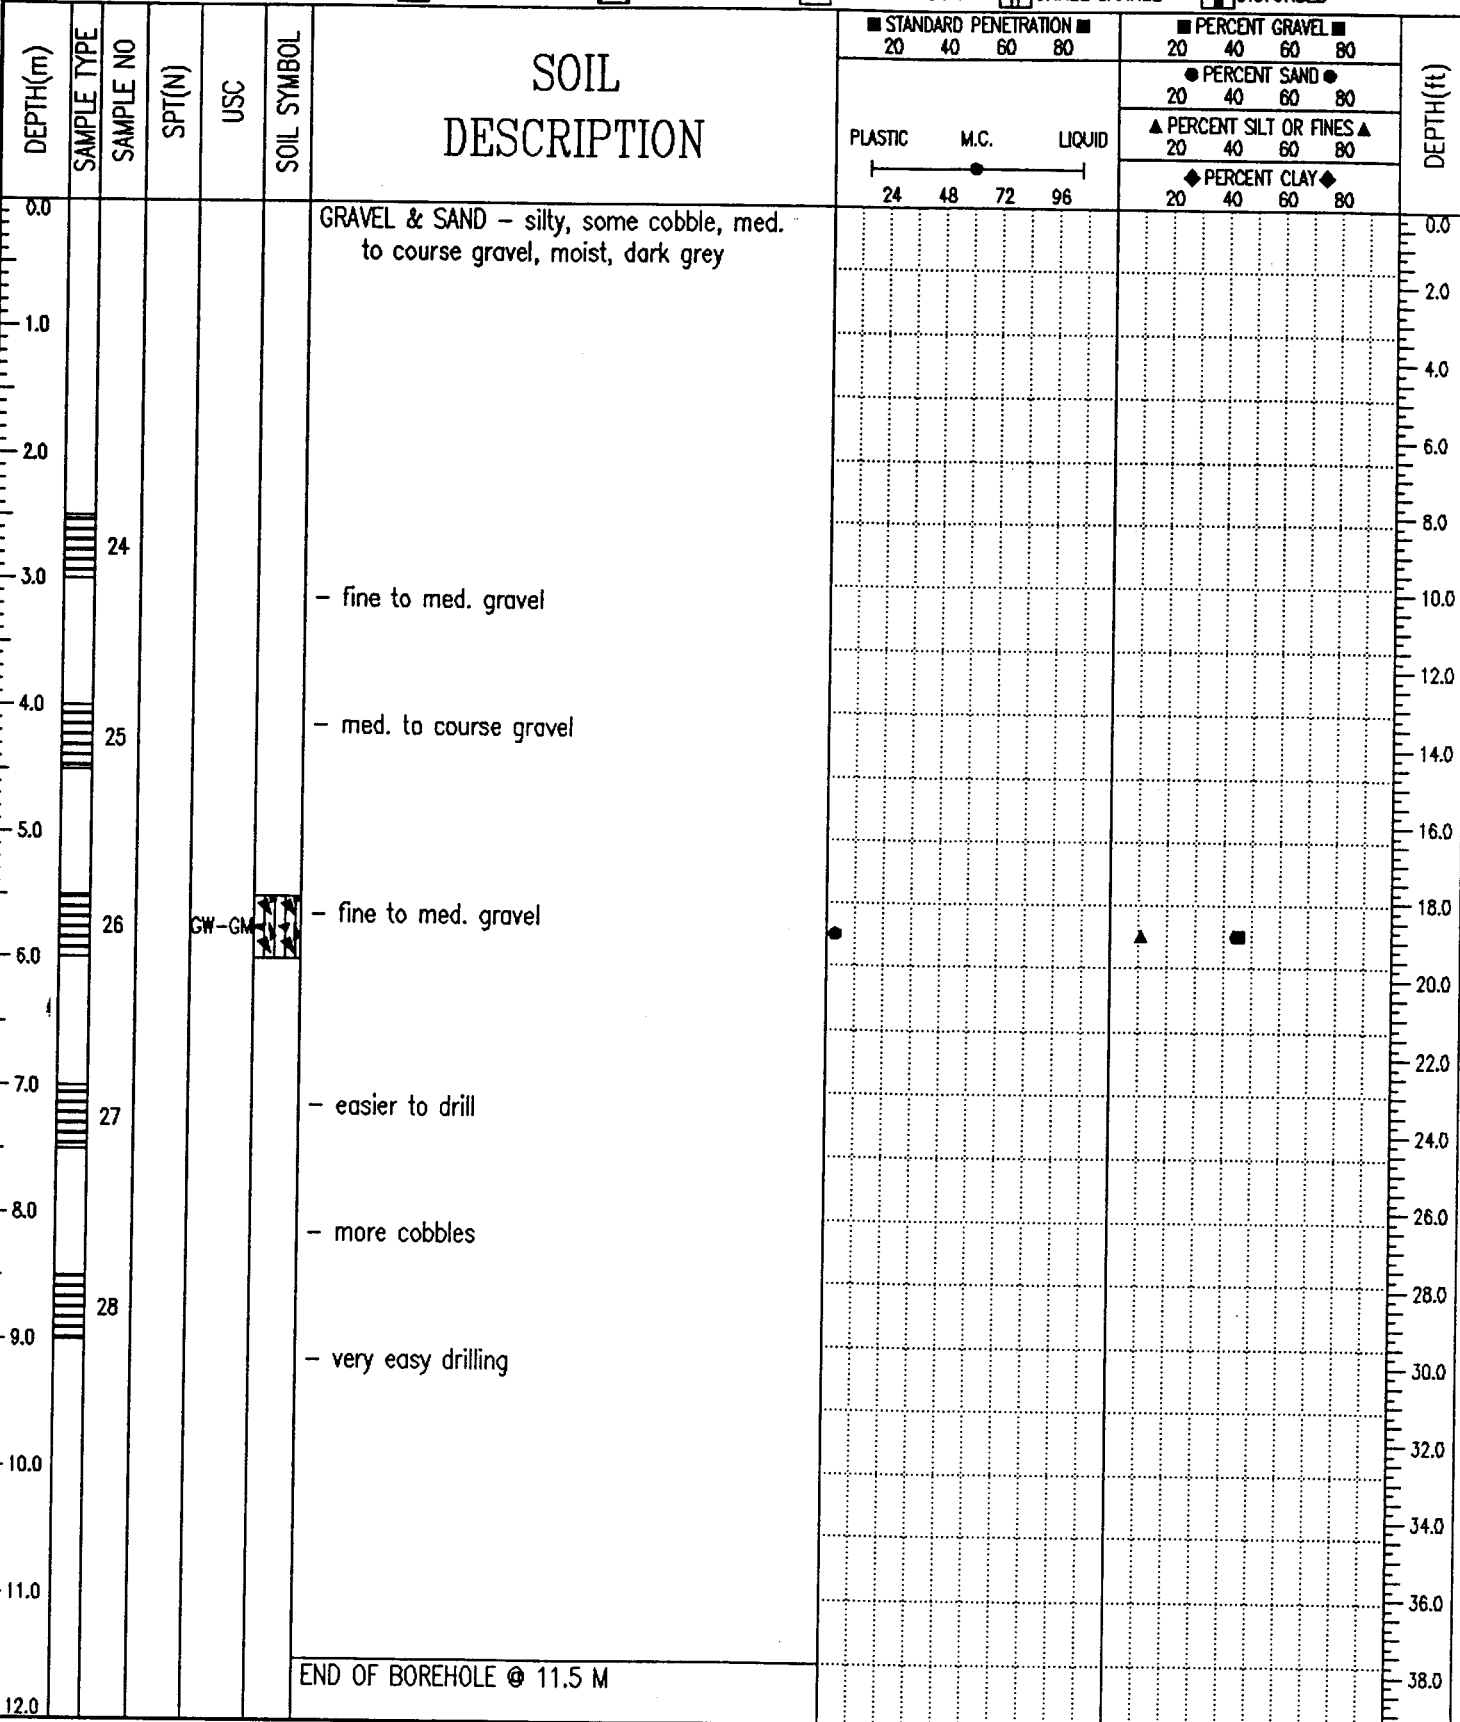 DEPTH(m)
SAMPLE TYPE
SAMPLE NO
SPT(N)
USC
SOIL SYMBOL
SOIL
DESCRIPTION
■ STANDARD PENETRATION ■
20 40 60 80
PLASTIC M.C. LIQUID
24 48 72 96
■ PERCENT GRAVEL ■
20 40 60 80
● PERCENT SAND ●
20 40 60 80
▲ PERCENT SILT OR FINES ▲
20 40 60 80
◆ PERCENT CLAY ◆
20 40 60 80
DEPTH(ft)
0.0
GRAVEL & SAND - silty, some cobble, med.
to course gravel, moist, dark grey
0.0
2.0
1.0
4.0
2.0
6.0
8.0
24
3.0
- fine to med. gravel
10.0
12.0
4.0
- med. to course gravel
25
14.0
5.0
16.0
18.0
26
GW-GM
- fine to med. gravel
6.0
20.0
22.0
7.0
27
- easier to drill
24.0
8.0
26.0
- more cobbles
28
28.0
9.0
- very easy drilling
30.0
10.0
32.0
34.0
11.0
36.0
END OF BOREHOLE @ 11.5 M
38.0
12.0